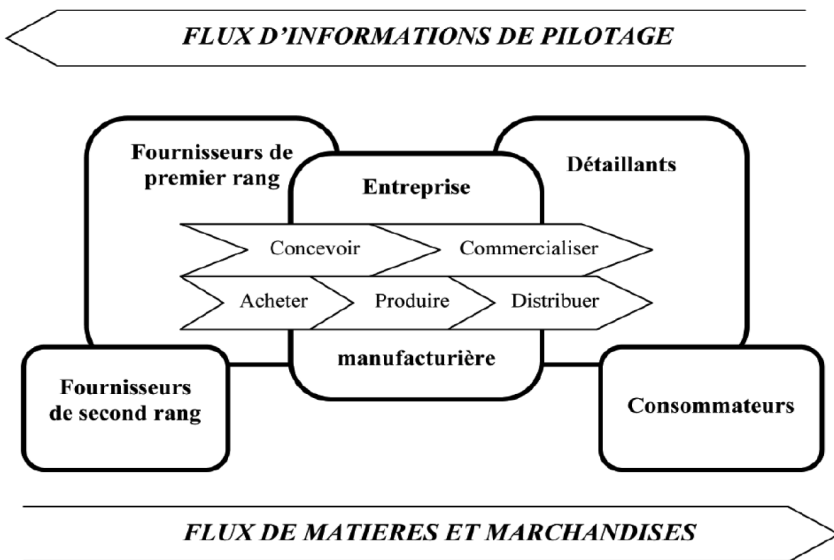 FLUX D’INFORMATIONS DE PILOTAGE
Fournisseurs de
premier rang
Entreprise
Détaillants
Concevoir
Commercialiser
Acheter
Produire
Distribuer
manufacturière
Fournisseurs
de second rang
Consommateurs
FLUX DE MATIERES ET MARCHANDISES